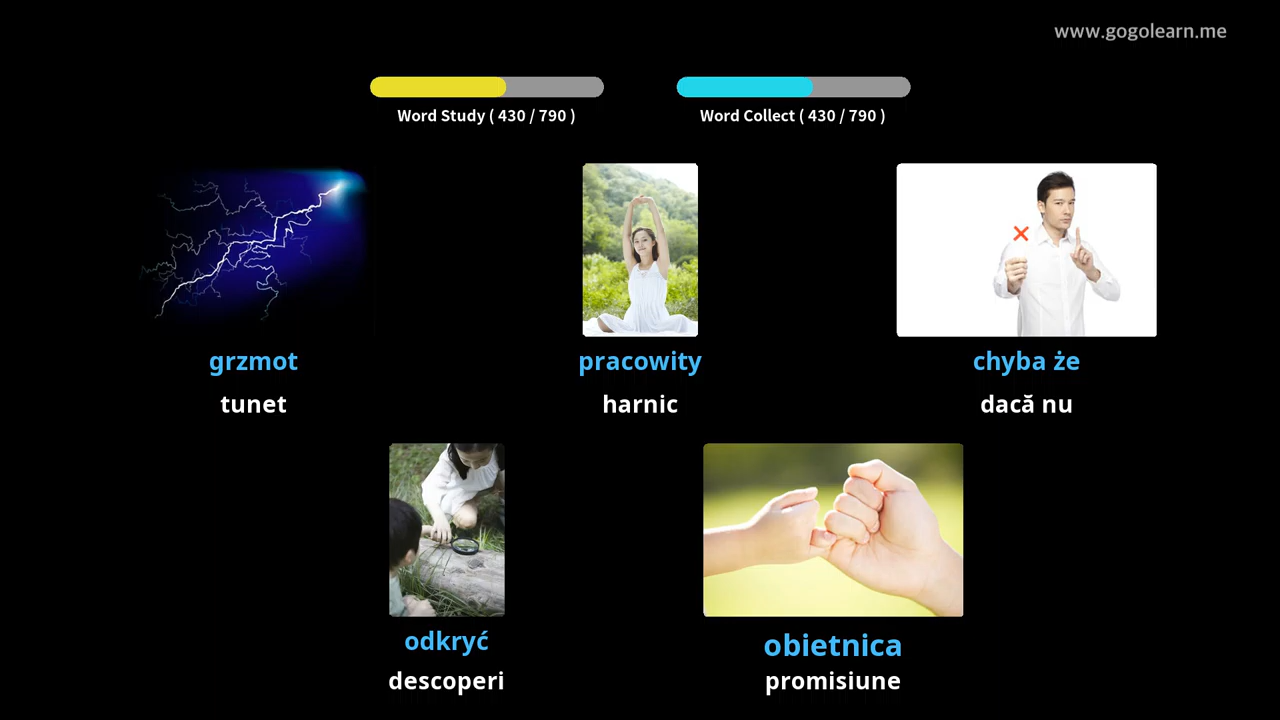 www.gogolearn.me
Word Study ( 430 / 790 )
Word Collect ( 430 / 790 )
grzmot
pracowity
chyba że
tunet
harnic
dacă nu
odkryć
obietnica
descoperi
promisiune